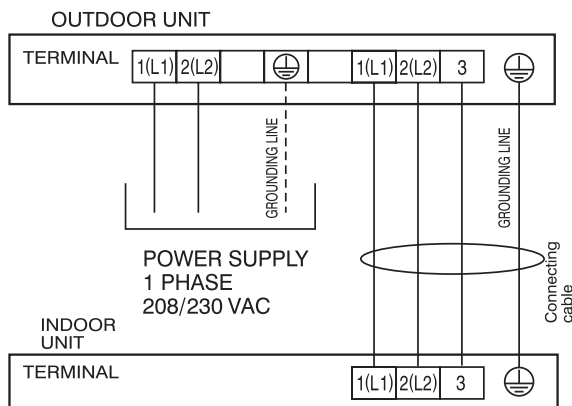 OUTDOOR UNIT
TERMINAL
1(L1) 2(L2) 1(L1) 2(L2) 3
GROUNDING LINE
GROUNDING LINE
POWER SUPPLY
1 PHASE
208/230 VAC
Connecting
cable
INDOOR
UNIT
TERMINAL
1(L1) 2(L2) 3